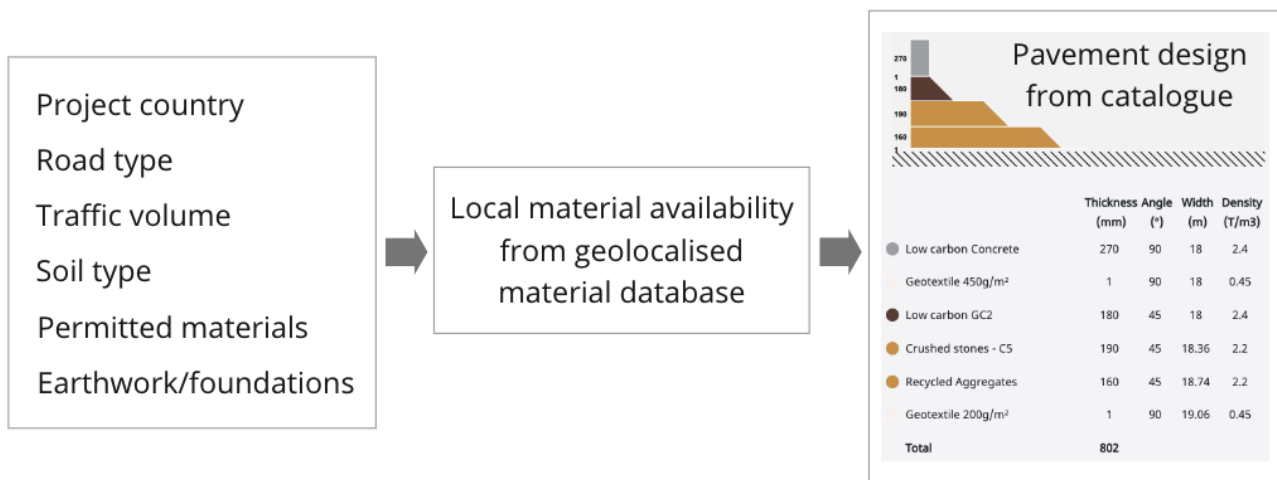 Project country
Road type
Traffic volume
Soil type
Permitted materials
Earthwork/foundations
Local material availability
from geolocalised
material database
Pavement design
from catalogue
270
1
180
190
160
1
Thickness Angle Width Density
(mm) (°) (m) (T/m3)
Low carbon Concrete 270 90 18 2.4
Geotextile 450g/m² 1 90 18 0.45
Low carbon GC2 180 45 18 2.4
Crushed stones - C5 190 45 18.36 2.2
Recycled Aggregates 160 45 18.74 2.2
Geotextile 200g/m² 1 90 19.06 0.45
Total 802